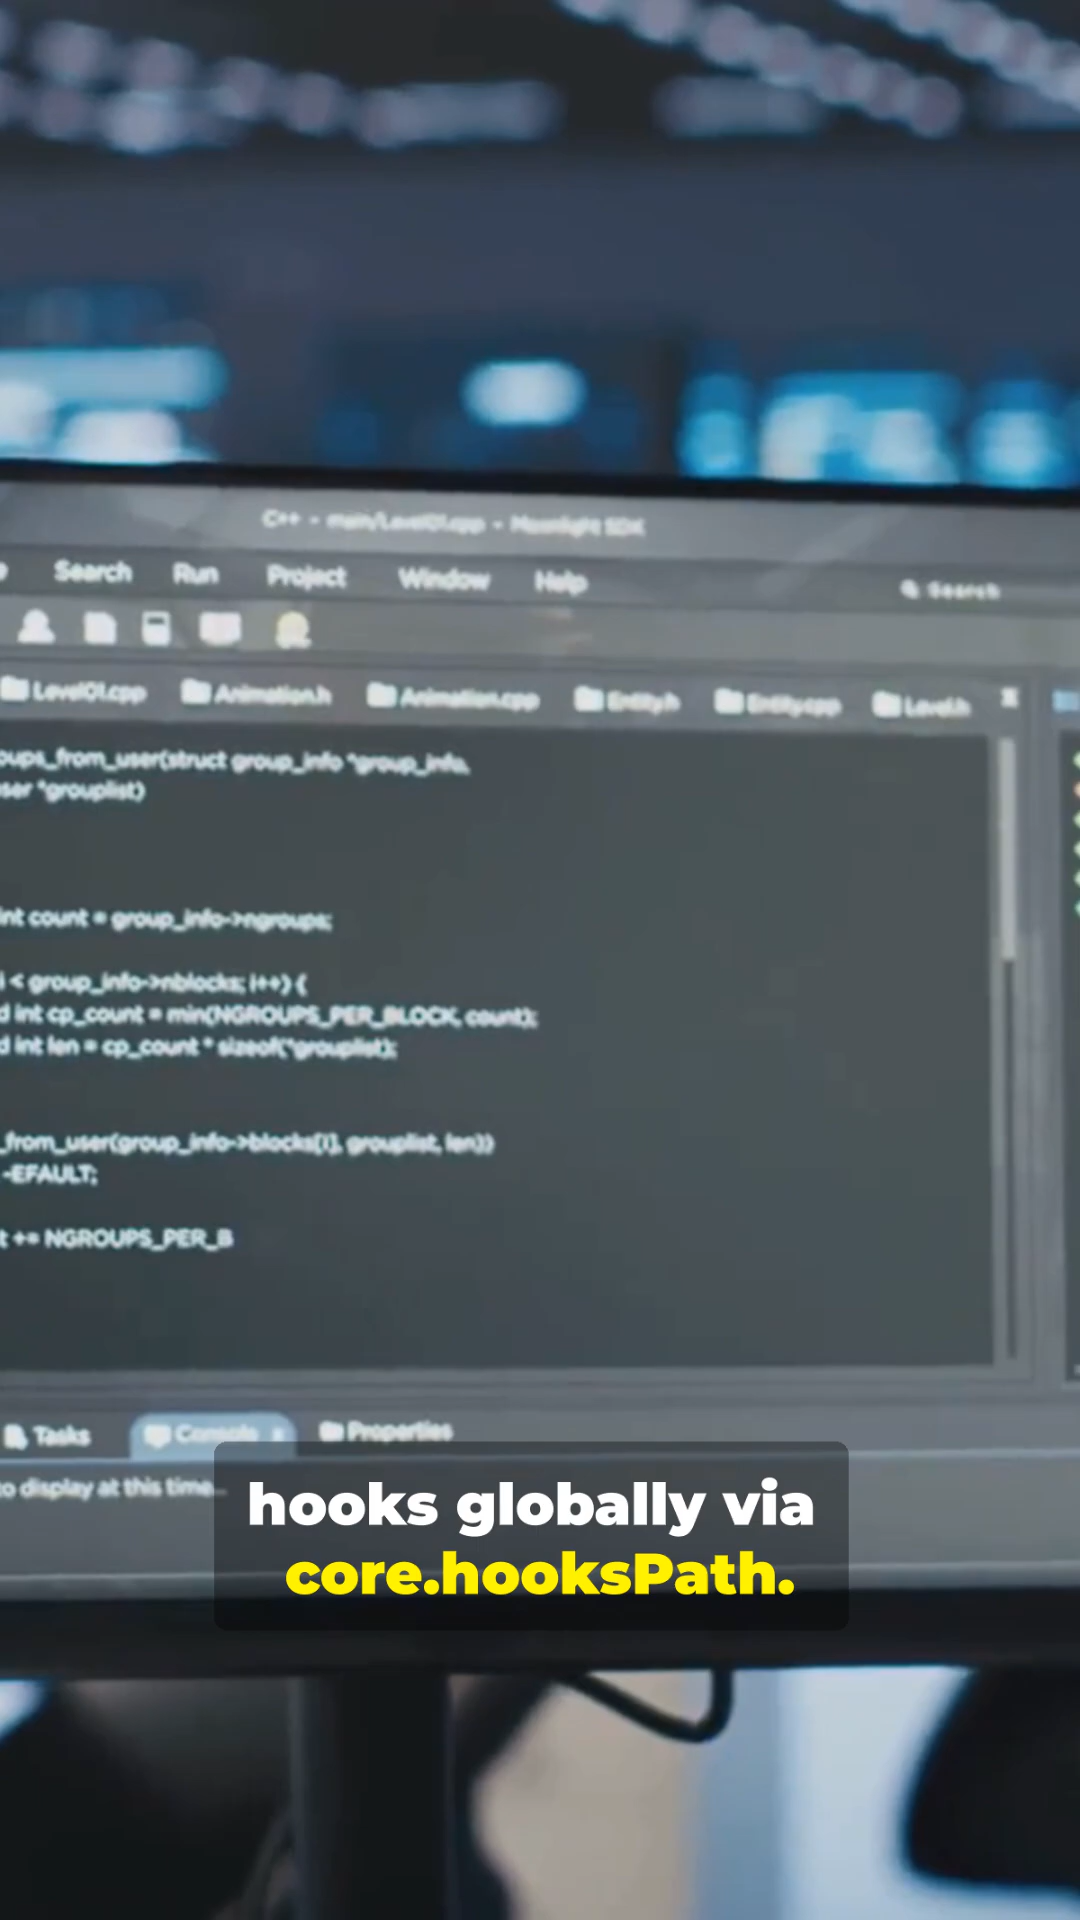 C++ - main/Level01.cpp - Moonlight SDK
Search Run Project Window Help Search
Level01.cpp Animation.h Animation.cpp Entity.h Entity.cpp Level.h
oups_from_user(struct group_info *group_info,
ser *grouplist)
int count = group_info->ngroups;
i < group_info->nblocks; i++) {
d int cp_count = min(NGROUPS_PER_BLOCK, count);
d int len = cp_count * sizeof(*grouplist);
_from_user(group_info->blocks[i], grouplist, len))
-EFAULT;
t += NGROUPS_PER_B
Tasks Console Properties
to display at this time...
hooks globally via
core.hooksPath.